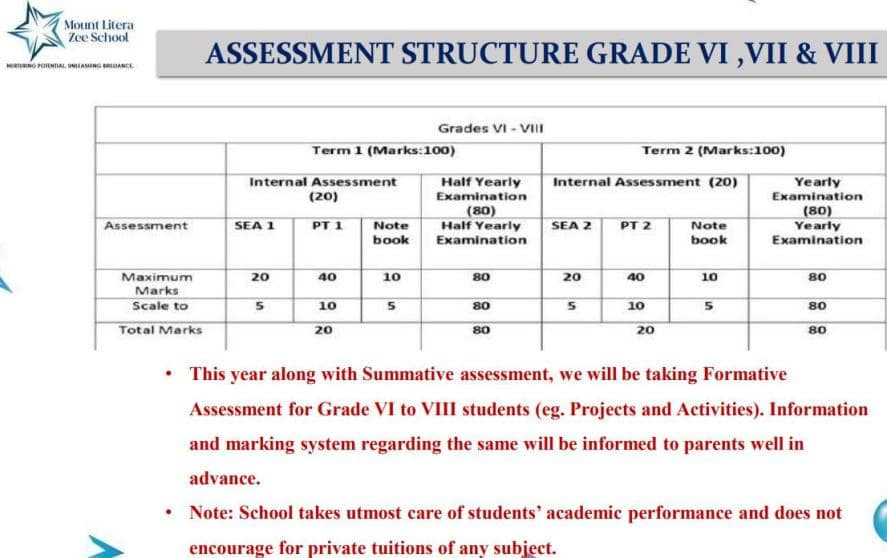 Mount Litera
Zee School
NURTURING POTENTIAL, UNLEASHING BRILLIANCE
ASSESSMENT STRUCTURE GRADE VI ,VII & VIII
Grades VI - VIII
Term 1 (Marks:100) Term 2 (Marks:100)
Internal Assessment (20) Half Yearly Examination (80) Internal Assessment (20) Yearly Examination (80)
Assessment SEA 1 PT 1 Note book Half Yearly Examination SEA 2 PT 2 Note book Yearly Examination
Maximum Marks 20 40 10 80 20 40 10 80
Scale to 5 10 5 80 5 10 5 80
Total Marks 20 80 20 80
• This year along with Summative assessment, we will be taking Formative
Assessment for Grade VI to VIII students (eg. Projects and Activities). Information
and marking system regarding the same will be informed to parents well in
advance.
• Note: School takes utmost care of students’ academic performance and does not
encourage for private tuitions of any subject.